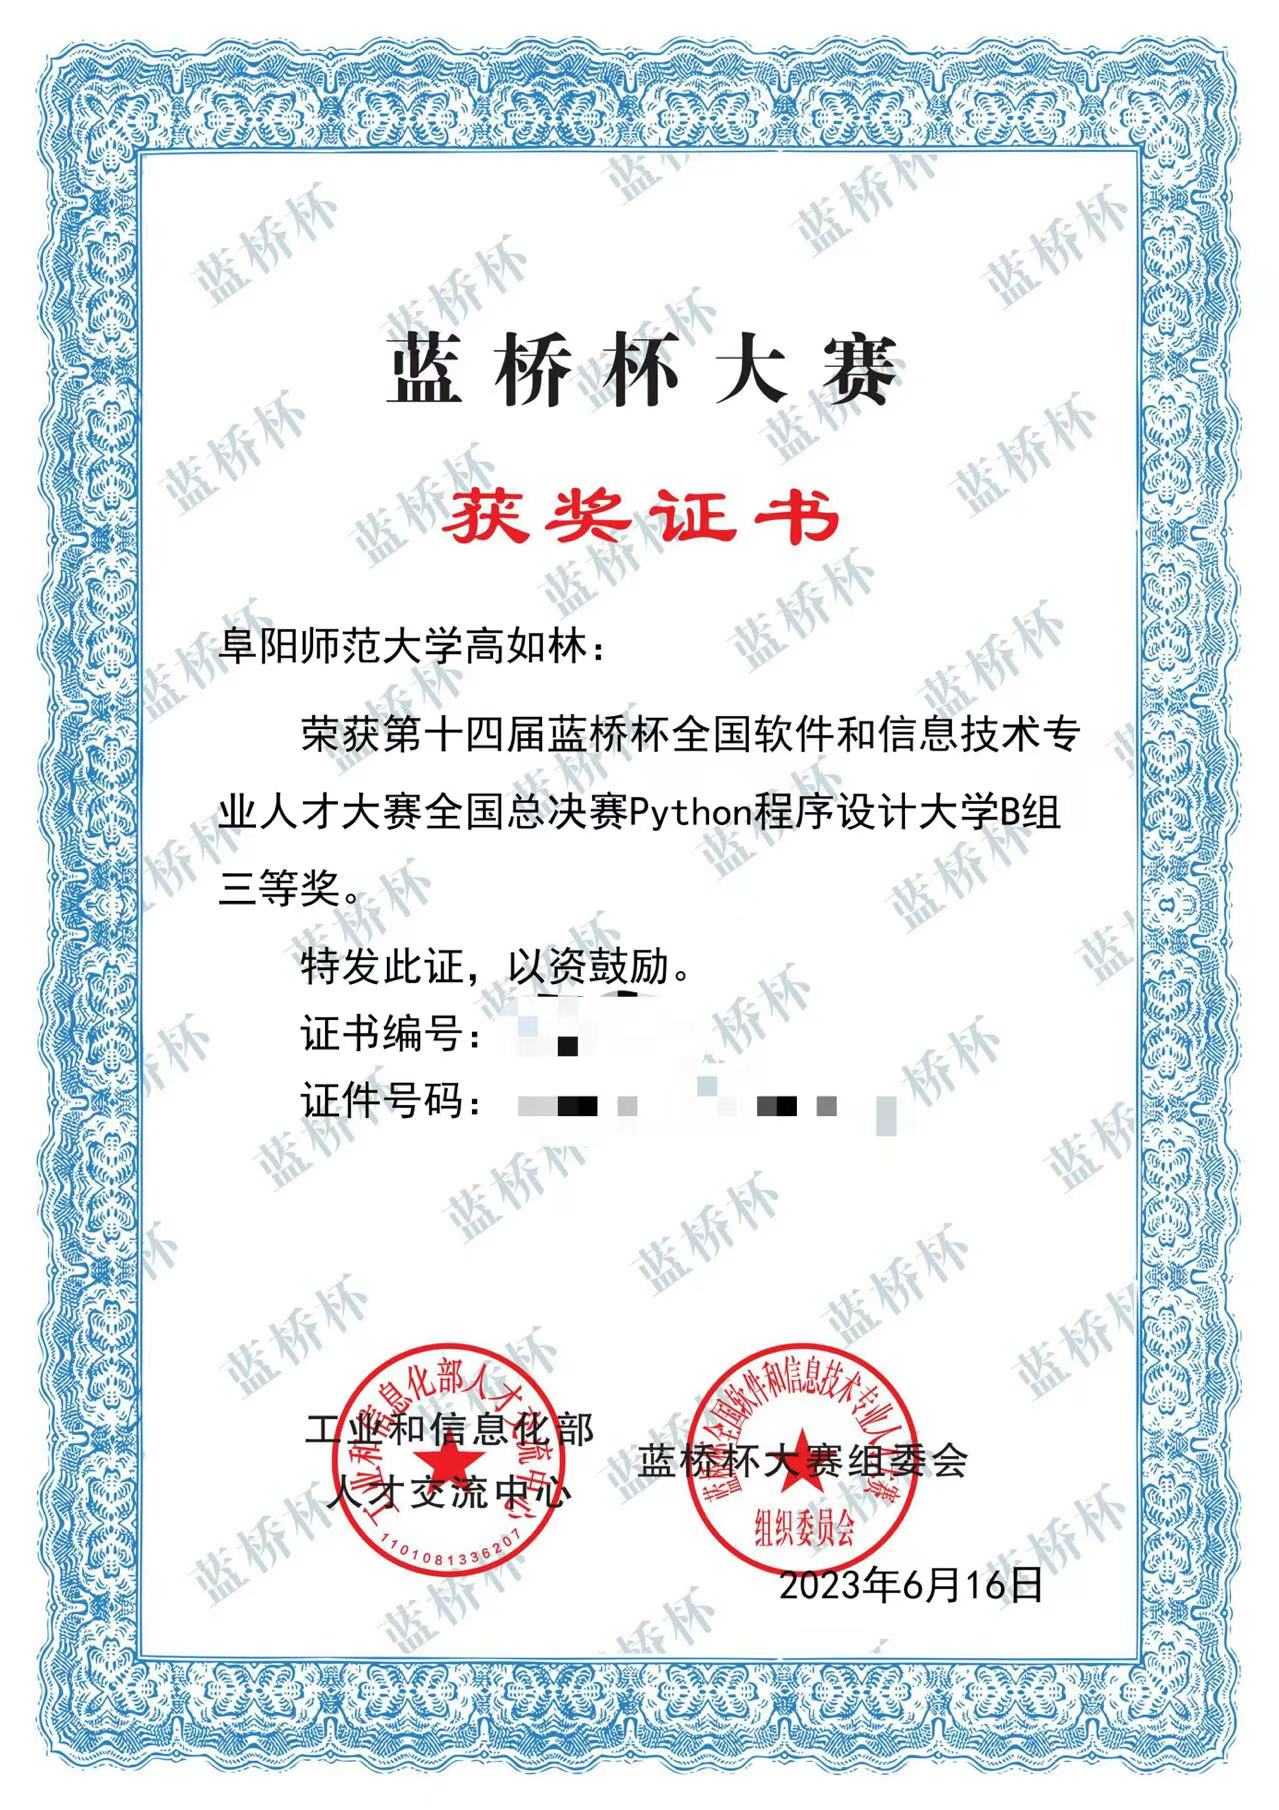 蓝桥杯大赛
获奖证书
阜阳师范大学高如林：
荣获第十四届蓝桥杯全国软件和信息技术专
业人才大赛全国总决赛Python程序设计大学B组
三等奖。
特发此证，以资鼓励。
证书编号：
证件号码：
工业和信息化部
人才交流中心
工业和信息化部人才交流中心
1101081336207
蓝桥杯大赛组委会
蓝桥杯全国软件和信息技术专业人才大赛
组织委员会
2023年6月16日
蓝桥杯